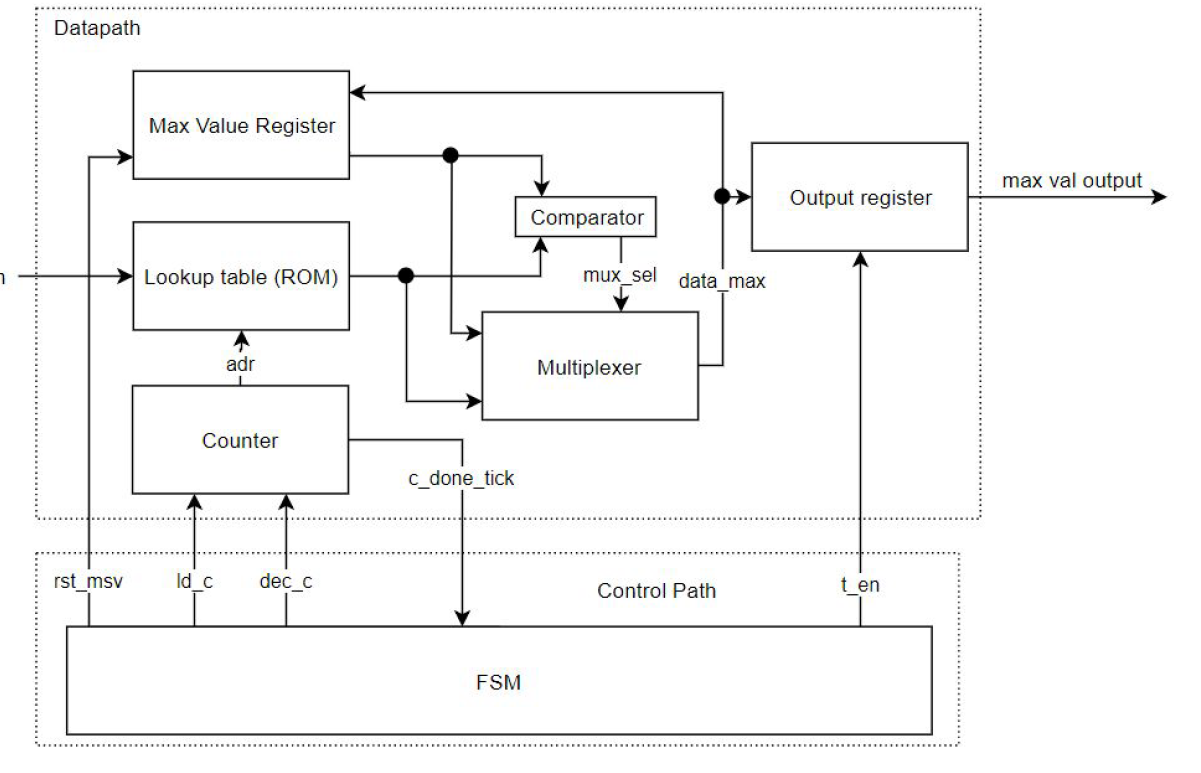 Datapath
Max Value Register
max val output
Output register
Comparator
Lookup table (ROM)
mux_sel
data_max
adr
Multiplexer
Counter
c_done_tick
rst_msv
ld_c
dec_c
Control Path
t_en
FSM